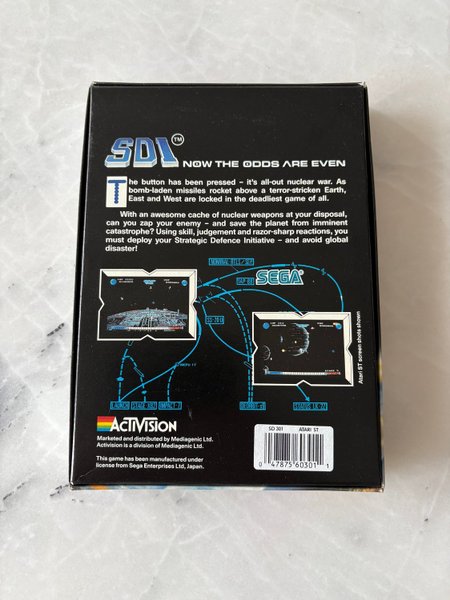 SDI™ NOW THE ODDS ARE EVEN
The button has been pressed – it's all-out nuclear war. As
bomb-laden missiles rocket above a terror-stricken Earth,
East and West are locked in the deadliest game of all.
With an awesome cache of nuclear weapons at your disposal,
can you zap your enemy – and save the planet from imminent
catastrophe? Using skill, judgement and razor-sharp reactions, you
must deploy your Strategic Defence Initiative – and avoid global
disaster!
SEGA®
Atari ST screen shots shown
ACTIVISION
Marketed and distributed by Mediagenic Ltd.
Activision is a division of Mediagenic Ltd.
This game has been manufactured under
license from Sega Enterprises Ltd, Japan.
SD 301 ATARI ST
0 47875 60301 1